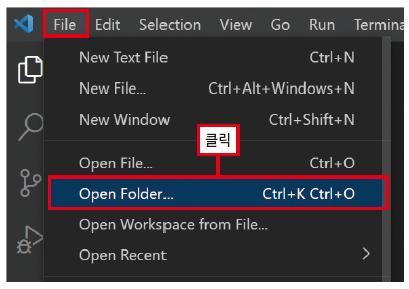 File Edit Selection View Go Run Termina
New Text File Ctrl+N
New File... Ctrl+Alt+Windows+N
New Window Ctrl+Shift+N
클릭
Open File... Ctrl+O
Open Folder... Ctrl+K Ctrl+O
Open Workspace from File...
Open Recent